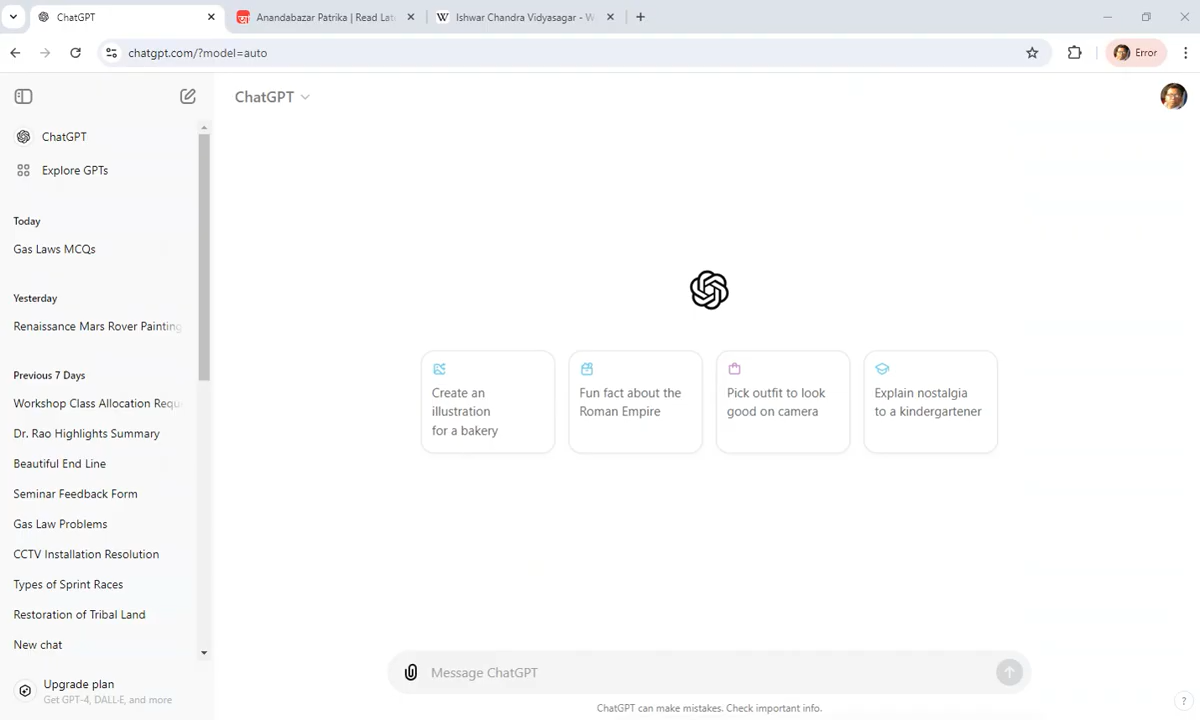 ChatGPT
Anandabazar Patrika | Read Lat
Ishwar Chandra Vidyasagar - W
chatgpt.com/?model=auto
Error
ChatGPT
ChatGPT
Explore GPTs
Today
Gas Laws MCQs
Yesterday
Renaissance Mars Rover Painting
Previous 7 Days
Workshop Class Allocation Requ
Dr. Rao Highlights Summary
Beautiful End Line
Seminar Feedback Form
Gas Law Problems
CCTV Installation Resolution
Types of Sprint Races
Restoration of Tribal Land
New chat
Upgrade plan
Get GPT-4, DALL·E, and more
Create an
illustration
for a bakery
Fun fact about the
Roman Empire
Pick outfit to look
good on camera
Explain nostalgia
to a kindergartener
Message ChatGPT
ChatGPT can make mistakes. Check important info.
?